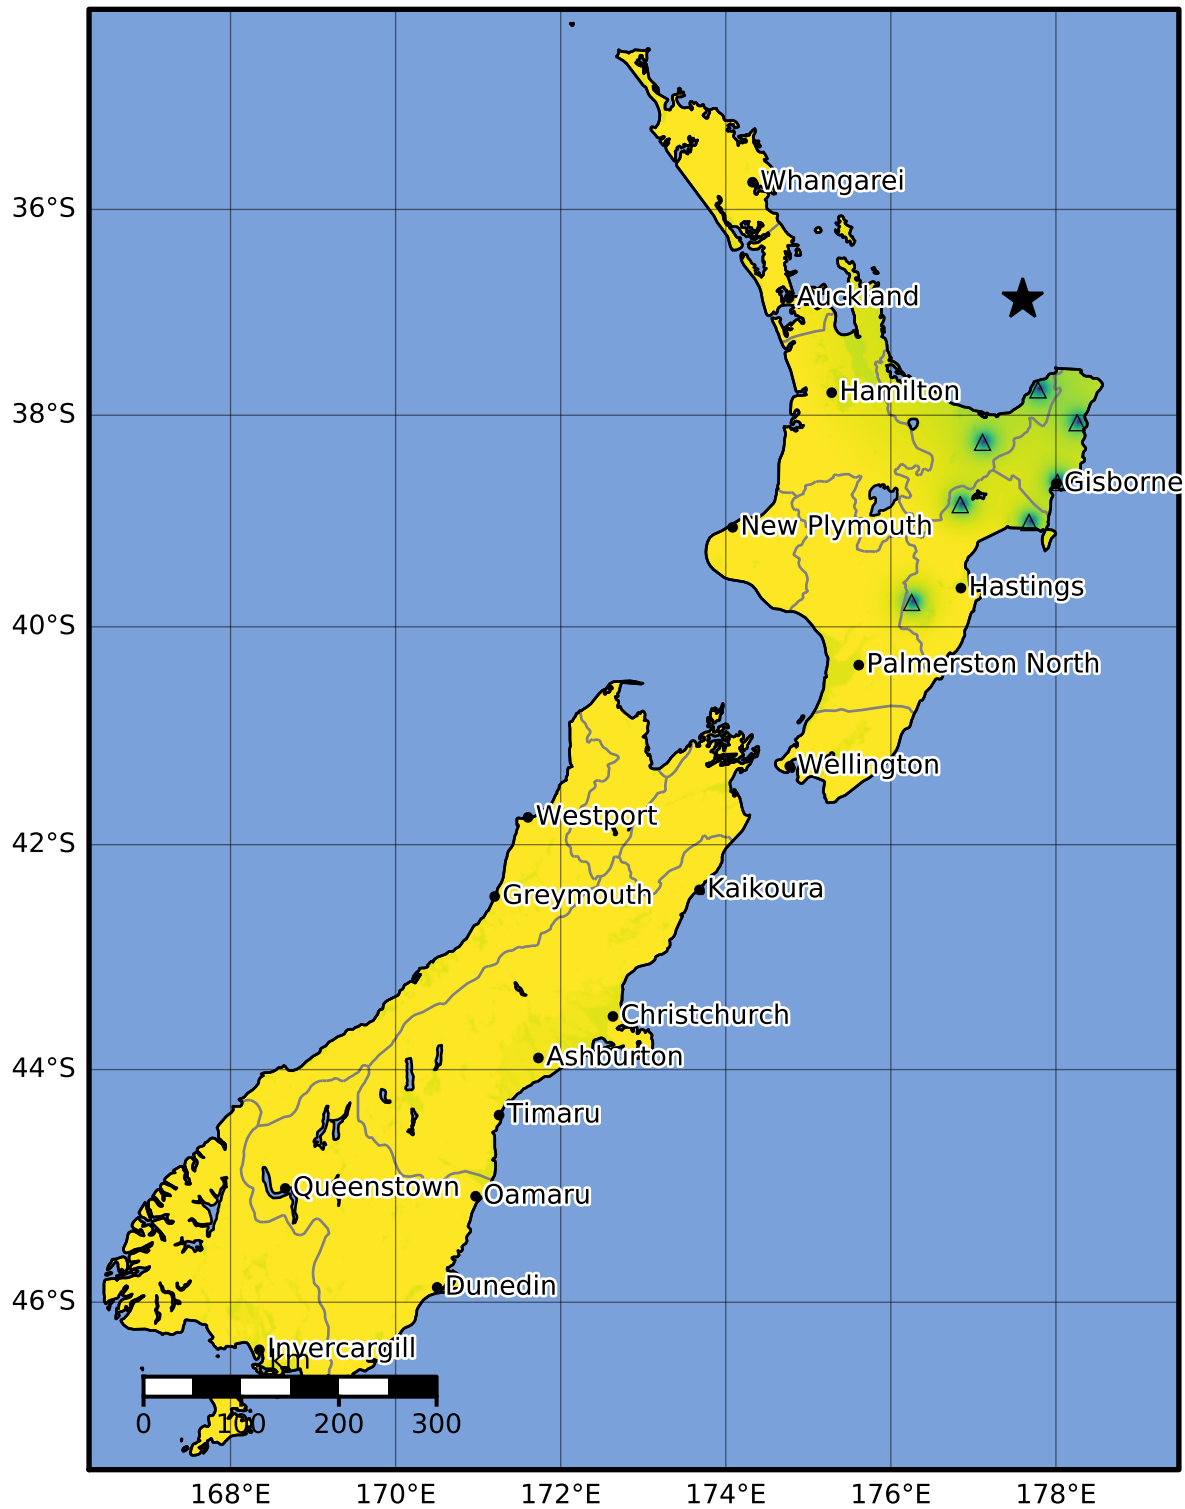 Whangarei
36°S
Auckland
Hamilton
38°S
Gisborne
New Plymouth
Hastings
40°S
Palmerston North
Wellington
Westport
42°S
Kaikoura
Greymouth
Christchurch
Ashburton
44°S
Timaru
Queenstown
Oamaru
Dunedin
46°S
Invercargill
km
0 100 200 300
168°E 170°E 172°E 174°E 176°E 178°E